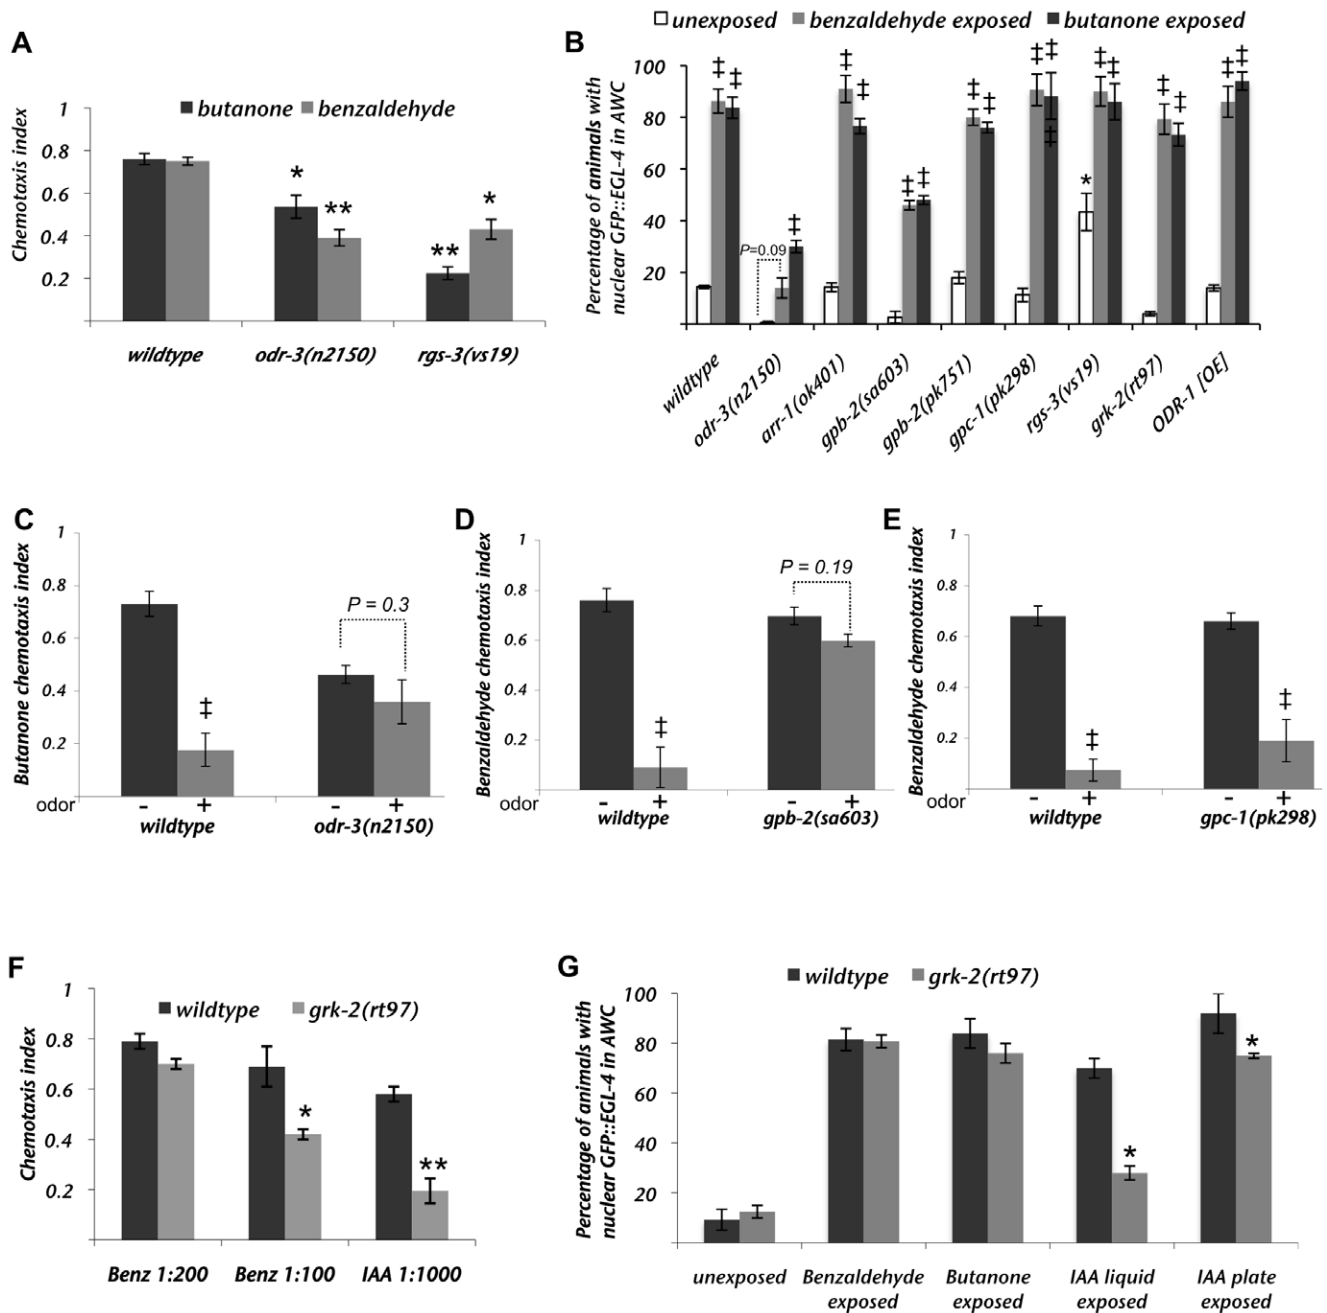 A
butanone benzaldehyde
Chemotaxis index
1
0.8
0.6
0.4
0.2
* ** ** *
wildtype odr-3(n2150) rgs-3(vs19)
unexposed benzaldehyde exposed butanone exposed
B
Percentage of animals with
nuclear GFP::EGL-4 in AWC
100
80
60
40
20
‡ ‡ P=0.09 ‡ ‡ ‡ ‡ ‡ ‡ ‡ ‡ ‡ ‡ * ‡ ‡ ‡ ‡ ‡ ‡
wildtype
odr-3(n2150)
arr-1(ok401)
gpb-2(sa603)
gpb-2(pk751)
gpc-1(pk298)
rgs-3(vs19)
grk-2(rt97)
ODR-1 [OE]
C
Butanone chemotaxis index
1
0.8
0.6
0.4
0.2
‡
P = 0.3
odor - + - +
wildtype odr-3(n2150)
D
Benzaldehyde chemotaxis index
1
0.8
0.6
0.4
0.2
‡
P = 0.19
- + - +
wildtype gpb-2(sa603)
E
Benzaldehyde chemotaxis index
1
0.8
0.6
0.4
0.2
‡ ‡
odor - + - +
wildtype gpc-1(pk298)
F
wildtype grk-2(rt97)
Chemotaxis index
1
0.8
0.6
0.4
0.2
* **
Benz 1:200 Benz 1:100 IAA 1:1000
G
wildtype grk-2(rt97)
Percentage of animals with
nuclear GFP::EGL-4 in AWC
100
80
60
40
20
* *
unexposed Benzaldehyde exposed Butanone exposed IAA liquid exposed IAA plate exposed